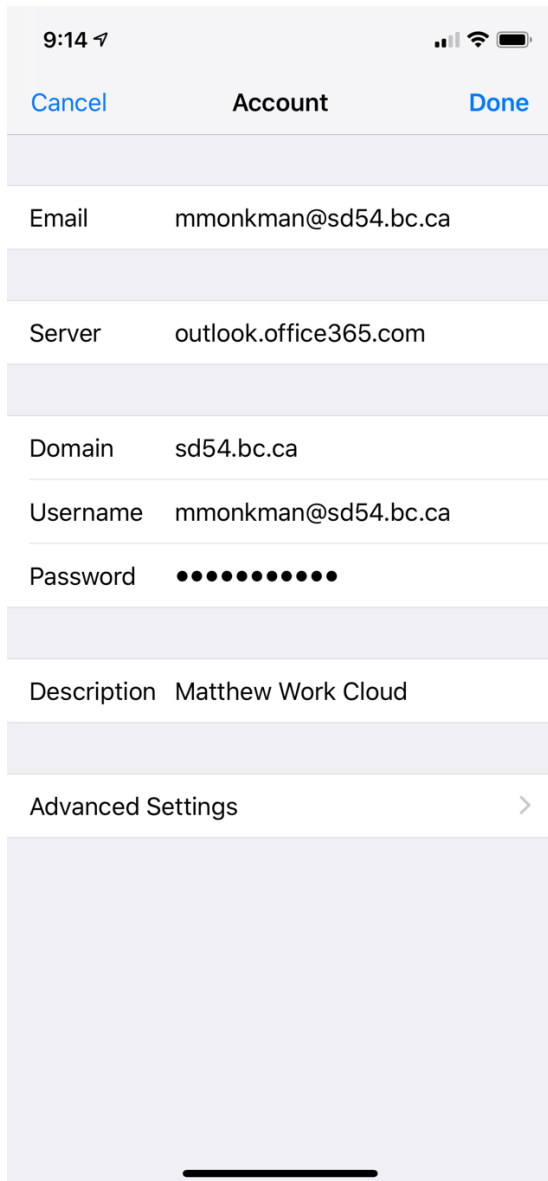 9:14
Cancel Account Done
Email mmonkman@sd54.bc.ca
Server outlook.office365.com
Domain sd54.bc.ca
Username mmonkman@sd54.bc.ca
Password •••••••••••
Description Matthew Work Cloud
Advanced Settings